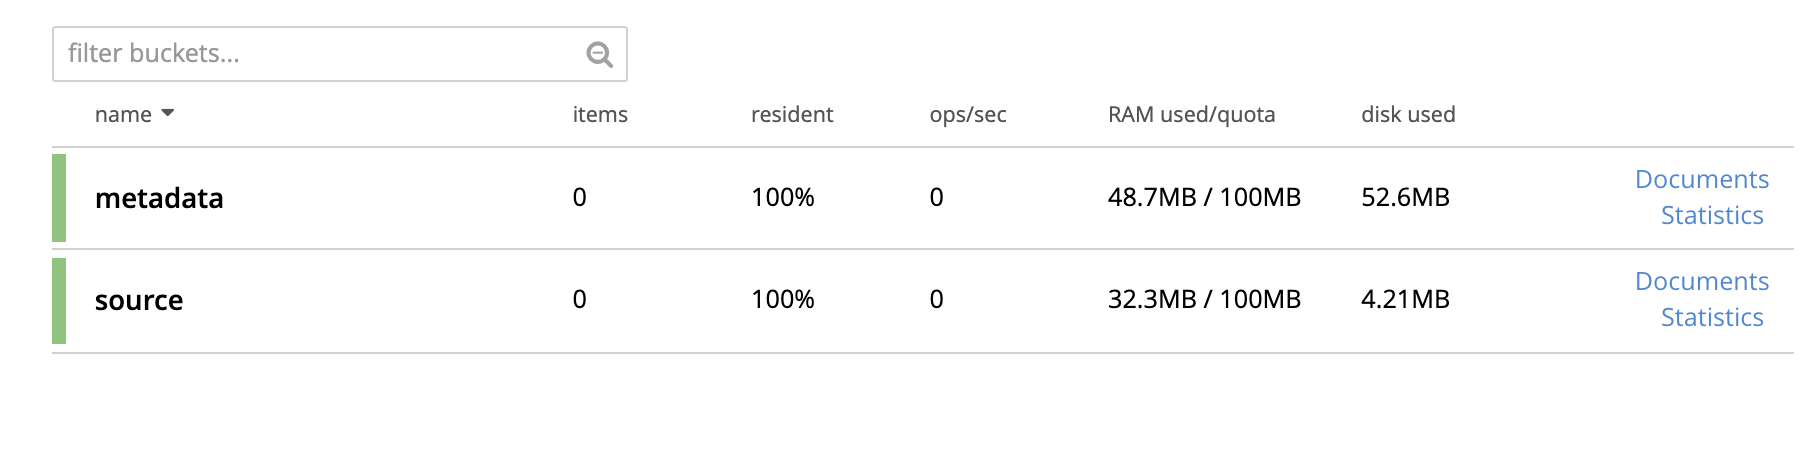 filter buckets...
name items resident ops/sec RAM used/quota disk used
metadata 0 100% 0 48.7MB / 100MB 52.6MB Documents
Statistics
source 0 100% 0 32.3MB / 100MB 4.21MB Documents
Statistics